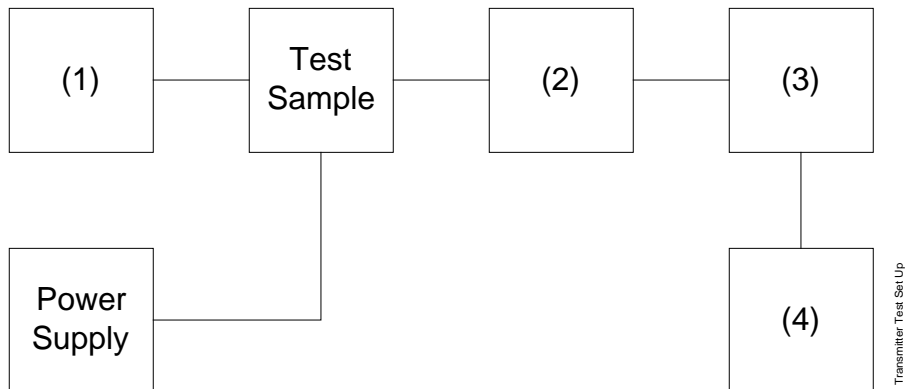 (1)
Test
Sample
(2)
(3)
Power
Supply
(4)
Transmitter Test Set Up